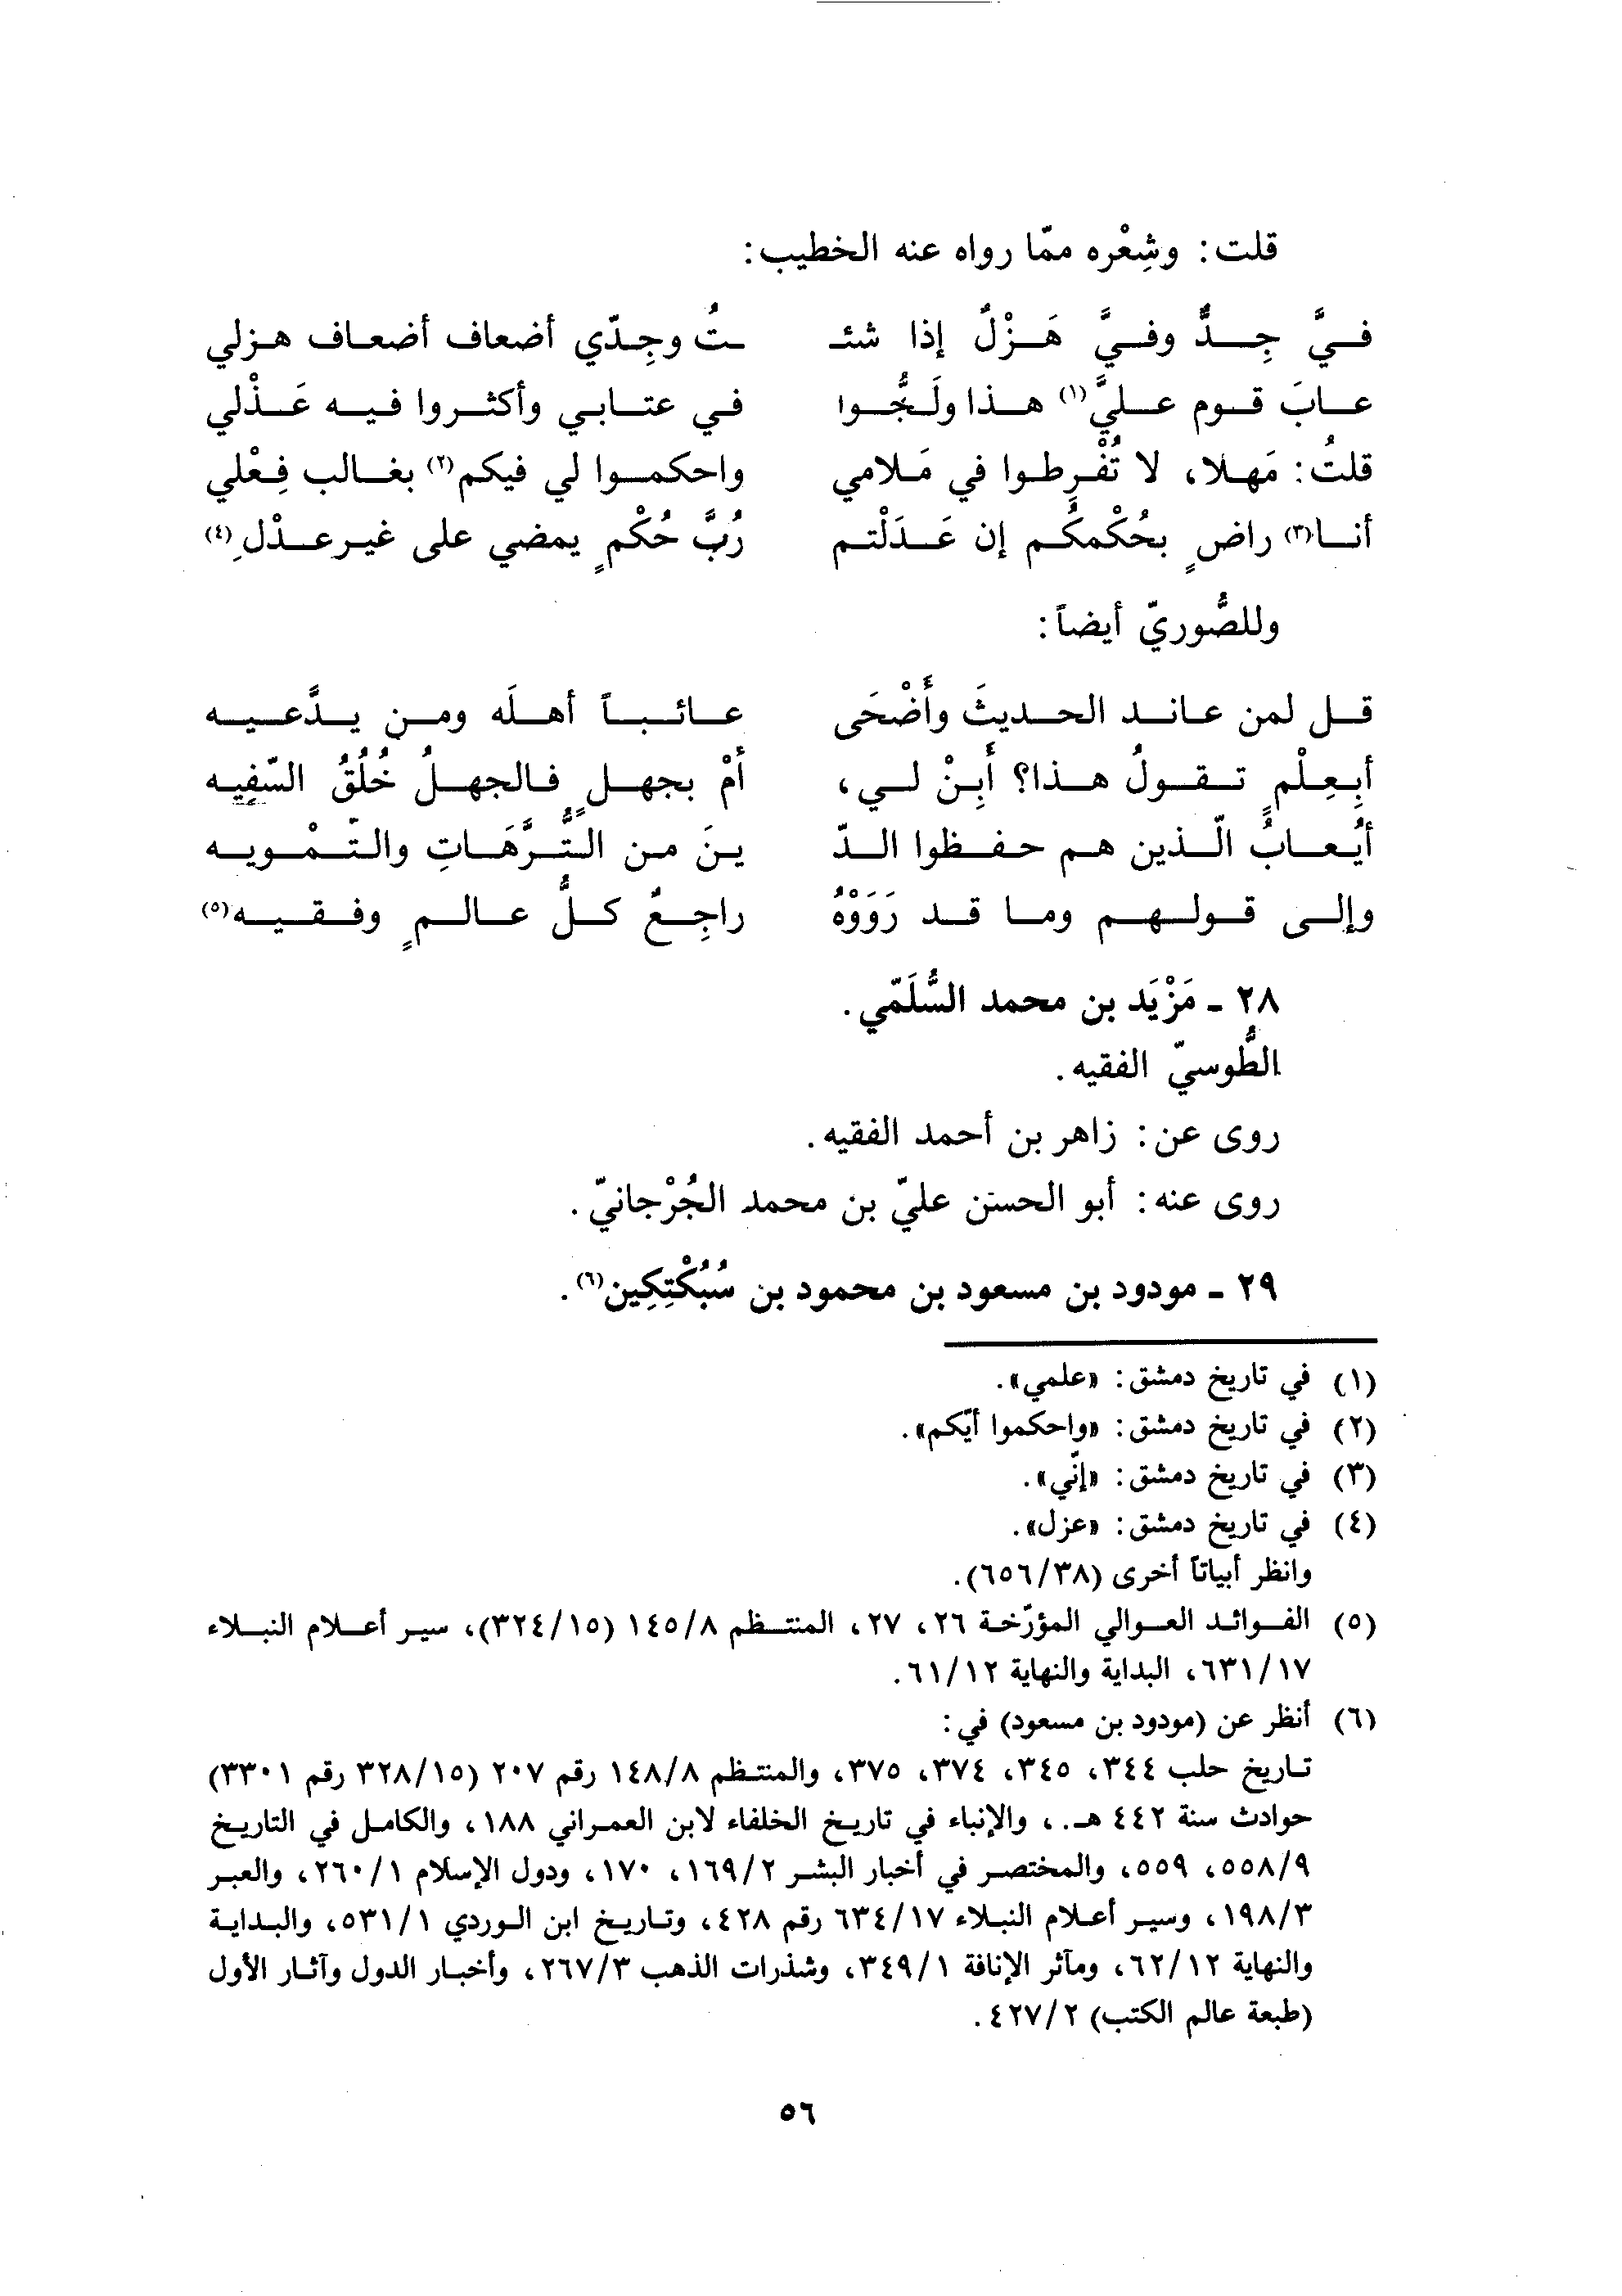 قلت: وشِعْره ممّا رواه عنه الخطيب:
فيَّ جِدٌّ وفيَّ هَزْلٌ إذا شئـ ـتُ وجِدّي أضعاف أضعاف هزلي
عابَ قوم عليَّ(١) هذا ولَجُّوا في عتابي وأكثروا فيه عَذْلي
قلتُ: مَهلا، لا تُفْرِطوا في مَلامي واحكموا لي فيكم(٢) بغالب فِعْلي
أنا(٣) راضٍ بحُكْمكُم إن عَدَلْتم رُبَّ حُكْمٍ يمضي على غير عدْلِ(٤)
وللصُّوريّ أيضاً:
قل لمن عاند الحديثَ وأَضْحَى عائباً أهلَه ومن يدَّعيه
أبِعِلْمٍ تقولُ هذا؟ أَبِنْ لي، أمْ بجهلٍ فالجهلُ خُلُقُ السّفِيه
أيُعابُ الّذين هم حفظوا الدّ ينَ من التُّرَّهَاتِ والتّمْويه
وإلى قولهم وما قد رَوَوْهُ راجِعٌ كلُّ عالمٍ وفقيه(٥)
٢٨ ـ مَزْيَد بن محمد السُّلَمّي.
الطُّوسيّ الفقيه.
روى عن: زاهر بن أحمد الفقيه.
روى عنه: أبو الحسن عليّ بن محمد الجُرْجانيّ.
٢٩ ـ مودود بن مسعود بن محمود بن سُبُكْتِكِين(٦).
(١) في تاريخ دمشق: «علمي».
(٢) في تاريخ دمشق: «واحكموا أيّكم».
(٣) في تاريخ دمشق: «إنّي».
(٤) في تاريخ دمشق: «عزل».
وانظر أبياتاً أخرى (٦٥٦/٣٨).
(٥) الفوائد العوالي المؤرّخة ٢٦، ٢٧، المنتظم ١٤٥/٨ (٣٢٤/١٥)، سير أعلام النبلاء
٦٣١/١٧، البداية والنهاية ٦١/١٢.
(٦) أنظر عن (مودود بن مسعود) في:
تاريخ حلب ٣٤٤، ٣٤٥، ٣٧٤، ٣٧٥، والمنتظم ١٤٨/٨ رقم ٢٠٧ (٣٢٨/١٥ رقم ٣٣٠١)
حوادث سنة ٤٤٢ هـ.، والإنباء في تاريخ الخلفاء لابن العمراني ١٨٨، والكامل في التاريخ
٥٥٨/٩، ٥٥٩، والمختصر في أخبار البشر ١٦٩/٢، ١٧٠، ودول الإسلام ٢٦٠/١، والعبر
١٩٨/٣، وسير أعلام النبلاء ٦٣٤/١٧ رقم ٤٢٨، وتاريخ ابن الوردي ٥٣١/١، والبداية
والنهاية ٦٢/١٢، ومآثر الإنافة ٣٤٩/١، وشذرات الذهب ٢٦٧/٣، وأخبار الدول وآثار الأول
(طبعة عالم الكتب) ٤٢٧/٢.
٥٦